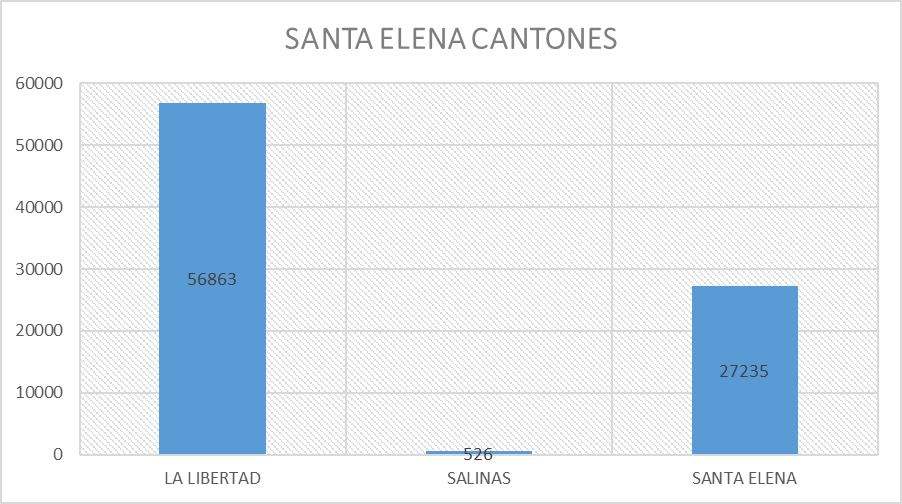 SANTA ELENA CANTONES
60000
50000
40000
30000
20000
10000
0
56863
526
27235
LA LIBERTAD
SALINAS
SANTA ELENA